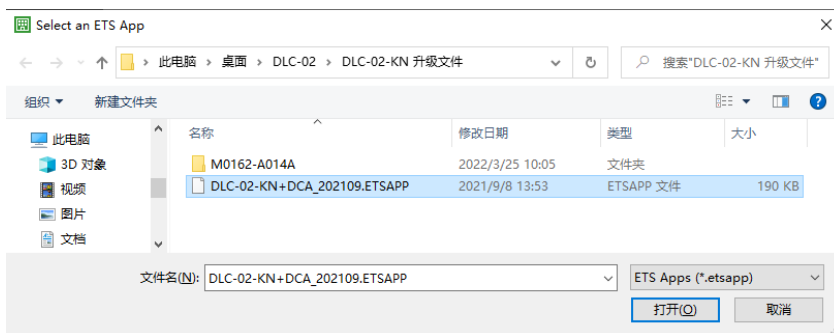 Select an ETS App
此电脑 › 桌面 › DLC-02 › DLC-02-KN 升级文件
搜索"DLC-02-KN 升级文件"
组织 新建文件夹
名称 修改日期 类型 大小
此电脑
3D 对象
视频
图片
文档
M0162-A014A 2022/3/25 10:05 文件夹
DLC-02-KN+DCA_202109.ETSAPP 2021/9/8 13:53 ETSAPP 文件 190 KB
文件名(N): DLC-02-KN+DCA_202109.ETSAPP
ETS Apps (*.etsapp)
打开(O) 取消